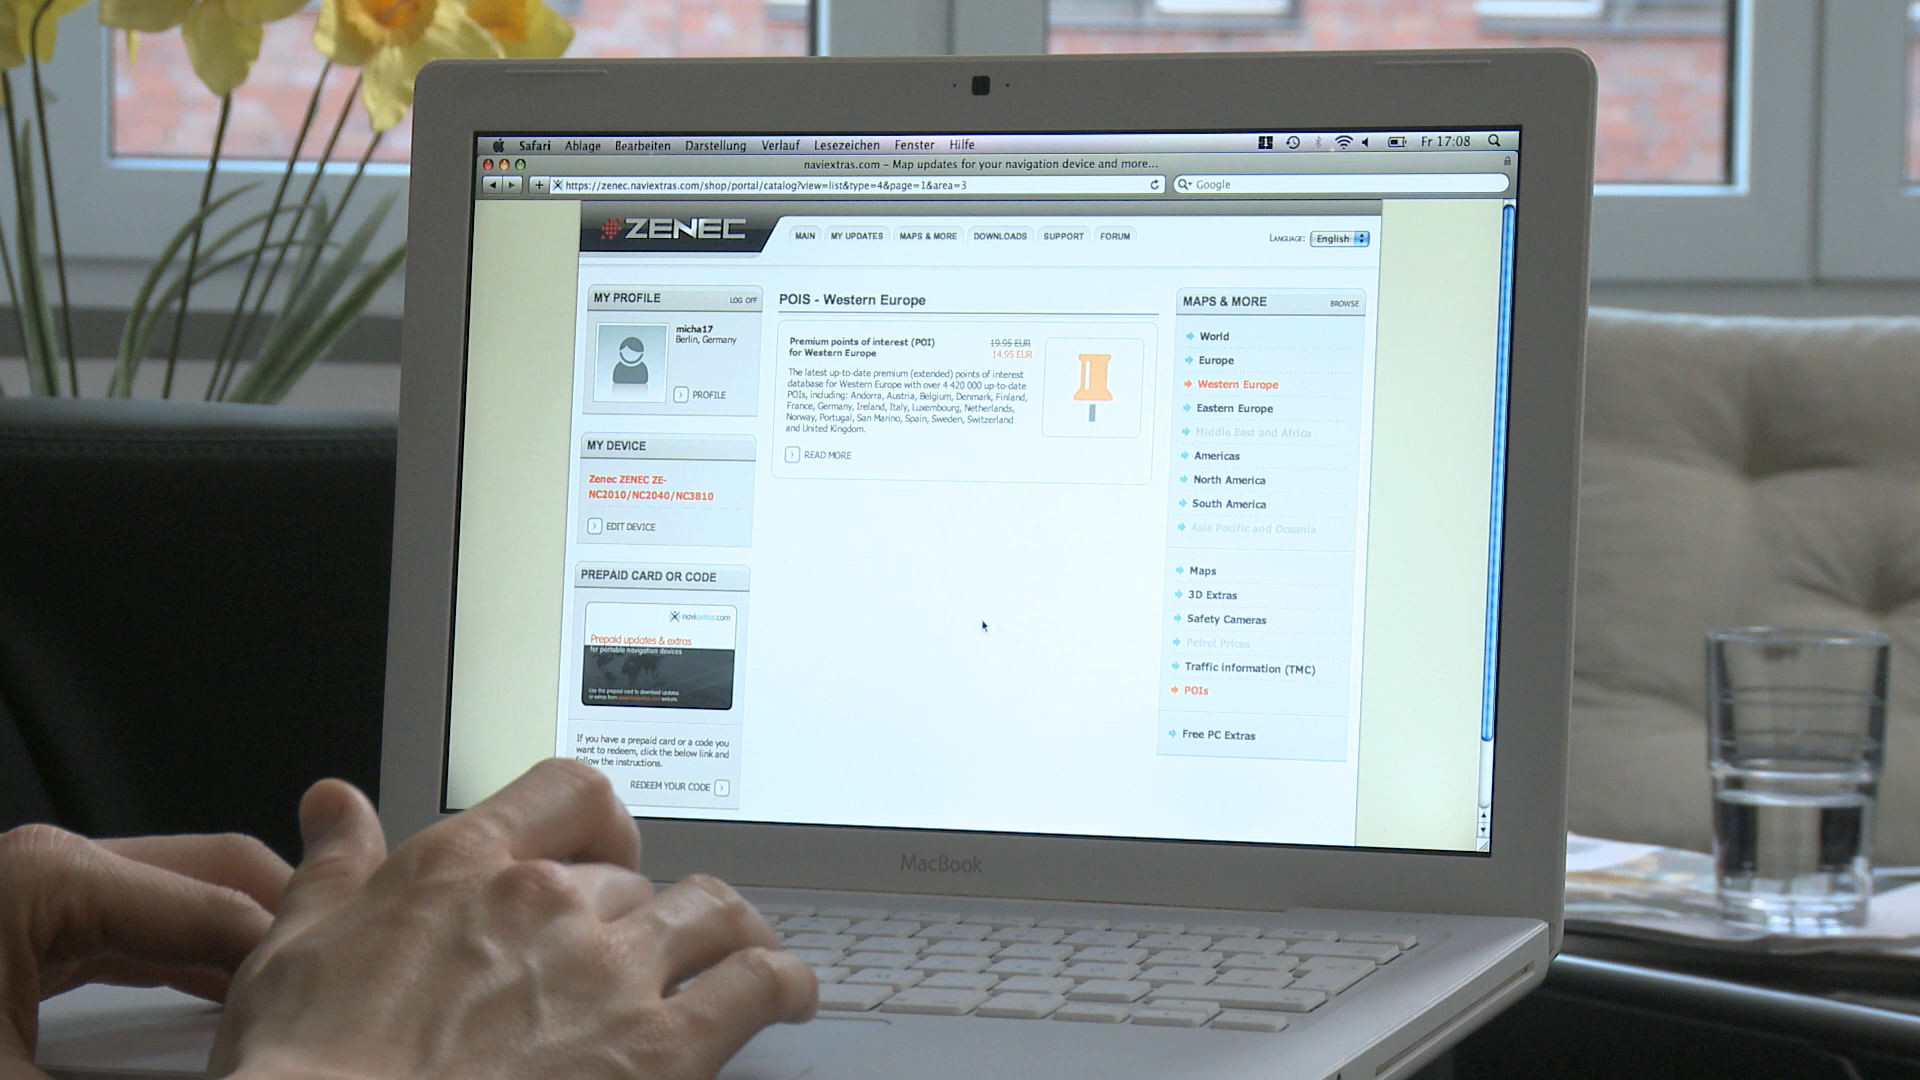 Safari Ablage Bearbeiten Darstellung Verlauf Lesezeichen Fenster Hilfe Fr 17:08
naviextras.com – Map updates for your navigation device and more...
https://zenec.naviextras.com/shop/portal/catalog?view=list&type=4&page=1&area=3
Google
ZENEC
MAIN MY UPDATES MAPS & MORE DOWNLOADS SUPPORT FORUM
LANGUAGE: English
MY PROFILE LOG OFF
micha17
Berlin, Germany
PROFILE
MY DEVICE
Zenec ZENEC ZE-
NC2010/NC2040/NC3810
EDIT DEVICE
PREPAID CARD OR CODE
naviextras.com
Prepaid updates & extras
for portable navigation devices
Use this prepaid card to download updates
If you have a prepaid card or a code you
want to redeem, click the below link and
follow the instructions.
REDEEM YOUR CODE
POIS - Western Europe
Premium points of interest (POI)
for Western Europe
19.95 EUR
14.95 EUR
The latest up-to-date premium (extended) points of interest
database for Western Europe with over 4 420 000 up-to-date
POIs, including: Andorra, Austria, Belgium, Denmark, Finland,
France, Germany, Ireland, Italy, Luxembourg, Netherlands,
Norway, Portugal, San Marino, Spain, Sweden, Switzerland
and United Kingdom.
READ MORE
MAPS & MORE BROWSE
World
Europe
Western Europe
Eastern Europe
Middle East and Africa
Americas
North America
South America
Asia Pacific and Oceania
Maps
3D Extras
Safety Cameras
Petrol Prices
Traffic information (TMC)
POIs
Free PC Extras
MacBook